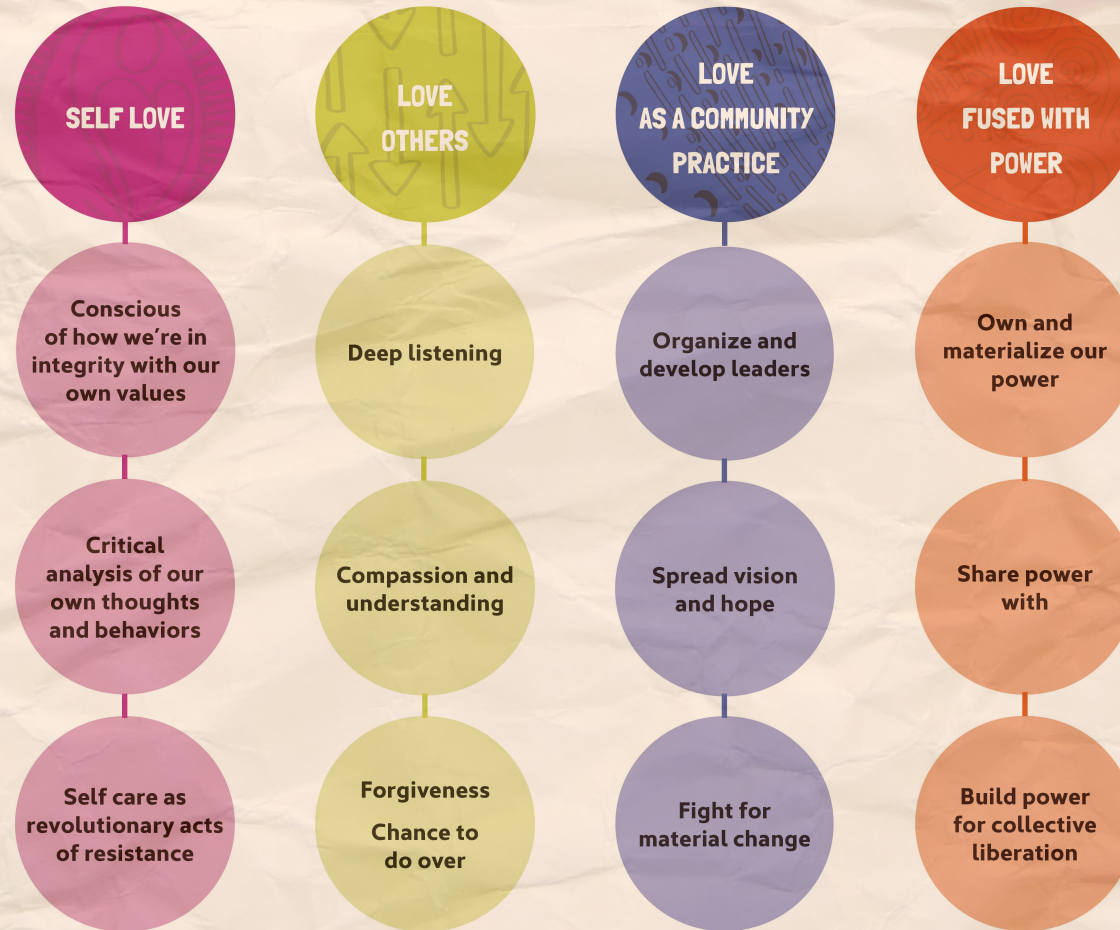 SELF LOVE
Conscious
of how we’re in
integrity with our
own values
Critical
analysis of our
own thoughts
and behaviors
Self care as
revolutionary acts
of resistance
LOVE
OTHERS
Deep listening
Compassion and
understanding
Forgiveness
Chance to
do over
LOVE
AS A COMMUNITY
PRACTICE
Organize and
develop leaders
Spread vision
and hope
Fight for
material change
LOVE
FUSED WITH
POWER
Own and
materialize our
power
Share power
with
Build power
for collective
liberation